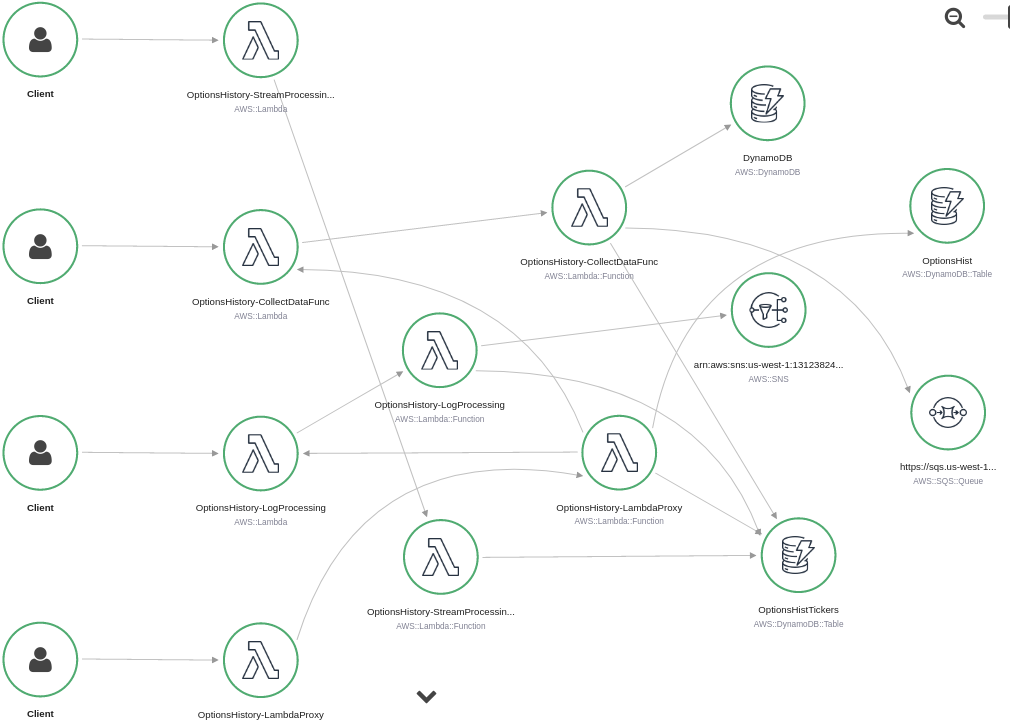 Client
OptionsHistory-StreamProcessin...
AWS::Lambda
DynamoDB
AWS::DynamoDB
OptionsHistory-CollectDataFunc
AWS::Lambda::Function
OptionsHist
AWS::DynamoDB::Table
Client
OptionsHistory-CollectDataFunc
AWS::Lambda
arn:aws:sns:us-west-1:13123824...
AWS::SNS
OptionsHistory-LogProcessing
AWS::Lambda::Function
https://sqs.us-west-1...
AWS::SQS::Queue
Client
OptionsHistory-LogProcessing
AWS::Lambda
OptionsHistory-LambdaProxy
AWS::Lambda::Function
OptionsHistory-StreamProcessin...
AWS::Lambda::Function
OptionsHistTickers
AWS::DynamoDB::Table
Client
OptionsHistory-LambdaProxy